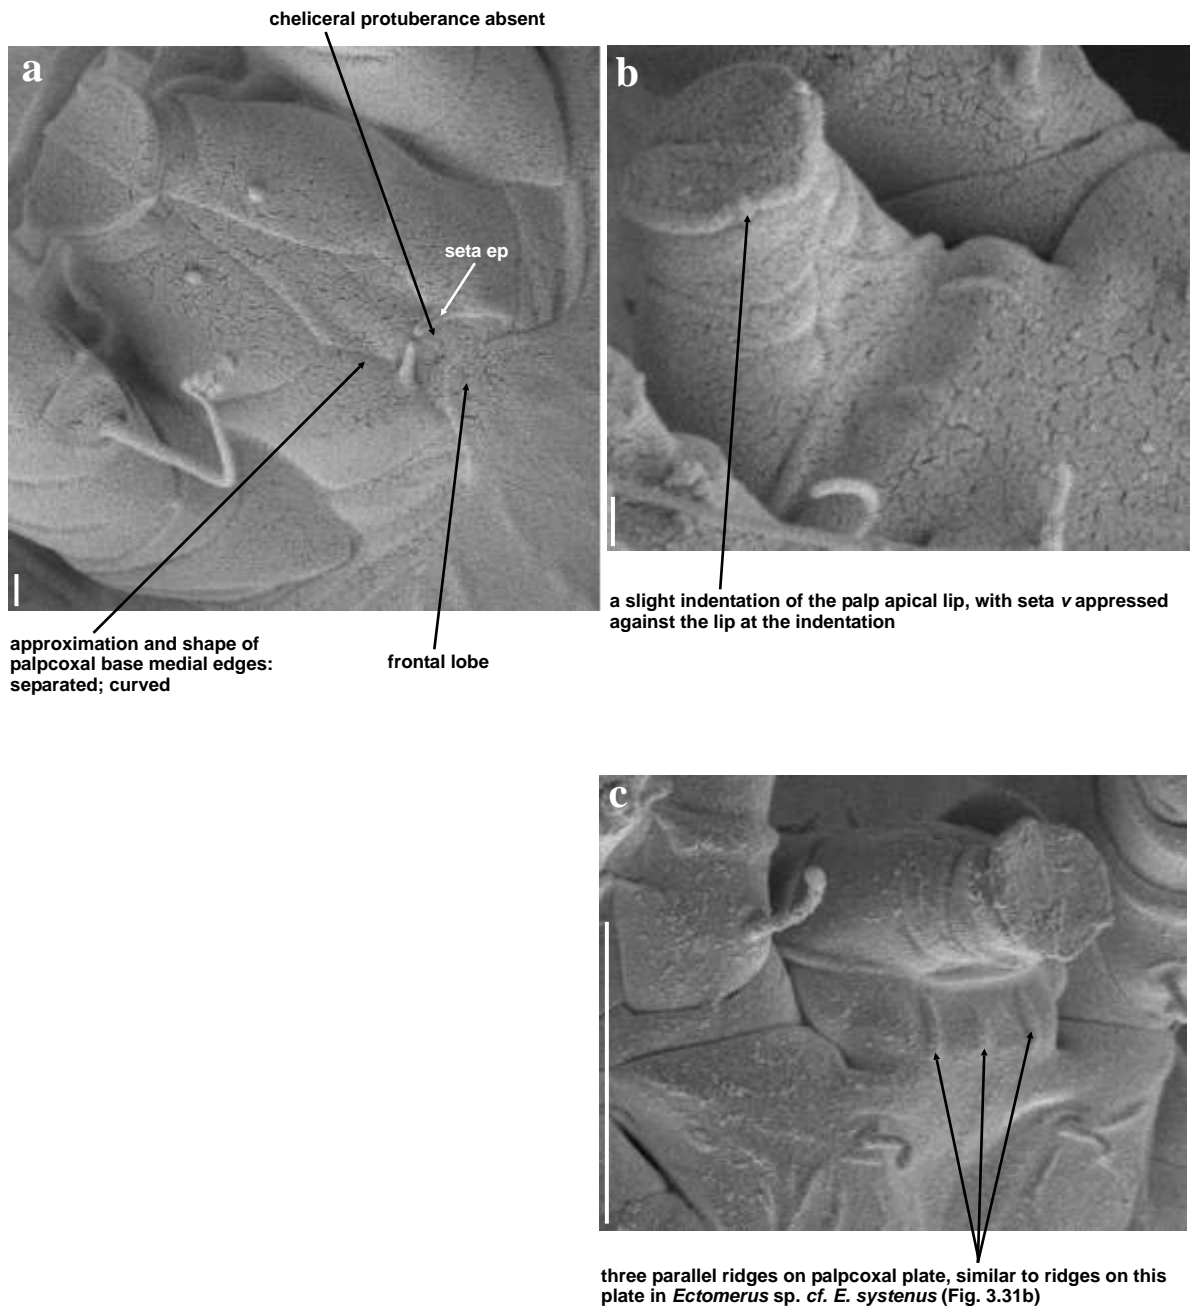 cheliceral protuberance absent
a
b
seta ep
a slight indentation of the palp apical lip, with seta v appressed
against the lip at the indentation
approximation and shape of
palpcoxal base medial edges:
separated; curved
frontal lobe
c
three parallel ridges on palpcoxal plate, similar to ridges on this
plate in Ectomerus sp. cf. E. systenus (Fig. 3.31b)